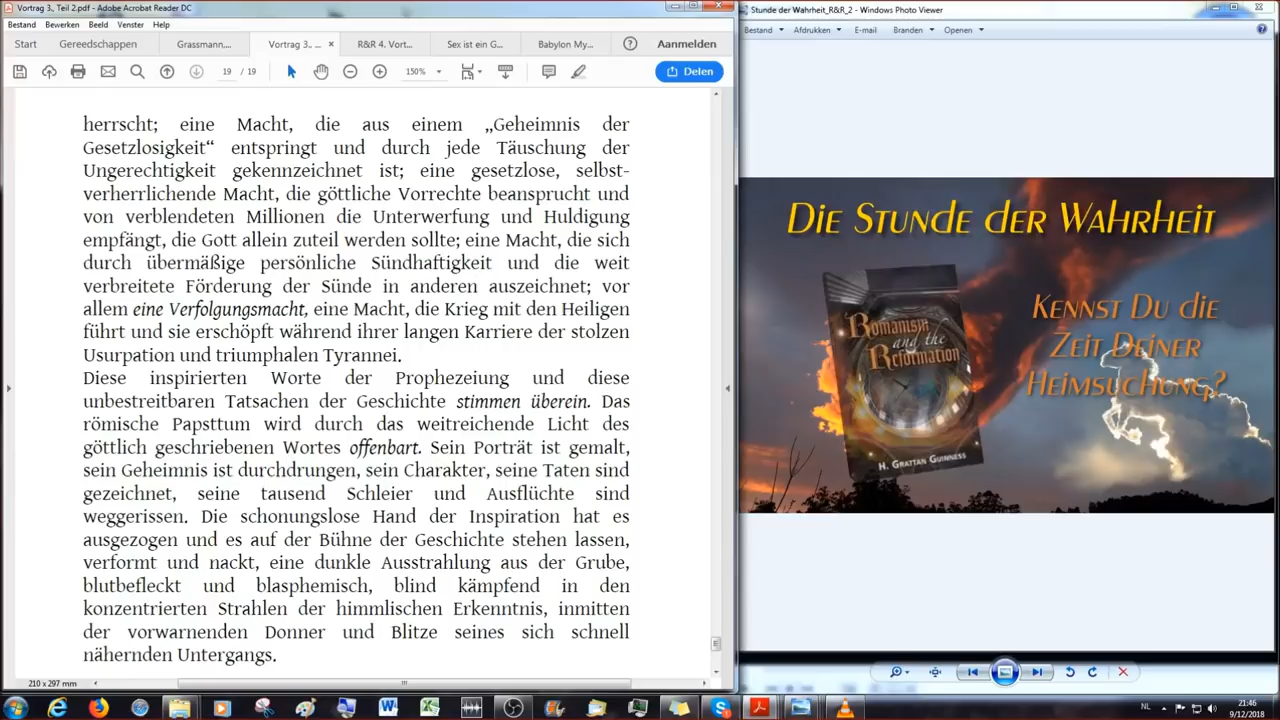 Vortrag 3., Teil 2.pdf - Adobe Acrobat Reader DC
Bestand Bewerken Beeld Venster Help
Start Gereedschappen Grassmann,... Vortrag 3., ... × R&R 4. Vort... Sex ist ein G... Babylon My... Anmelden
19 / 19 150% Delen
herrscht; eine Macht, die aus einem „Geheimnis der
Gesetzlosigkeit“ entspringt und durch jede Täuschung der
Ungerechtigkeit gekennzeichnet ist; eine gesetzlose, selbst-
verherrlichende Macht, die göttliche Vorrechte beansprucht und
von verblendeten Millionen die Unterwerfung und Huldigung
empfängt, die Gott allein zuteil werden sollte; eine Macht, die sich
durch übermäßige persönliche Sündhaftigkeit und die weit
verbreitete Förderung der Sünde in anderen auszeichnet; vor
allem eine Verfolgungsmacht, eine Macht, die Krieg mit den Heiligen
führt und sie erschöpft während ihrer langen Karriere der stolzen
Usurpation und triumphalen Tyrannei.
Diese inspirierten Worte der Prophezeiung und diese
unbestreitbaren Tatsachen der Geschichte stimmen überein. Das
römische Papsttum wird durch das weitreichende Licht des
göttlich geschriebenen Wortes offenbart. Sein Porträt ist gemalt,
sein Geheimnis ist durchdrungen, sein Charakter, seine Taten sind
gezeichnet, seine tausend Schleier und Ausflüchte sind
weggerissen. Die schonungslose Hand der Inspiration hat es
ausgezogen und es auf der Bühne der Geschichte stehen lassen,
verformt und nackt, eine dunkle Ausstrahlung aus der Grube,
blutbefleckt und blasphemisch, blind kämpfend in den
konzentrierten Strahlen der himmlischen Erkenntnis, inmitten
der vorwarnenden Donner und Blitze seines sich schnell
nähernden Untergangs.
210 x 297 mm
Stunde der Wahrheit_R&R_2 - Windows Photo Viewer
Bestand Afdrukken E-mail Branden Openen
Die Stunde der Wahrheit
Romanism
and the
Reformation
H. Grattan Guinness
Kennst Du die
Zeit Deiner
Heimsuchung?
NL
21:46
9/12/2018